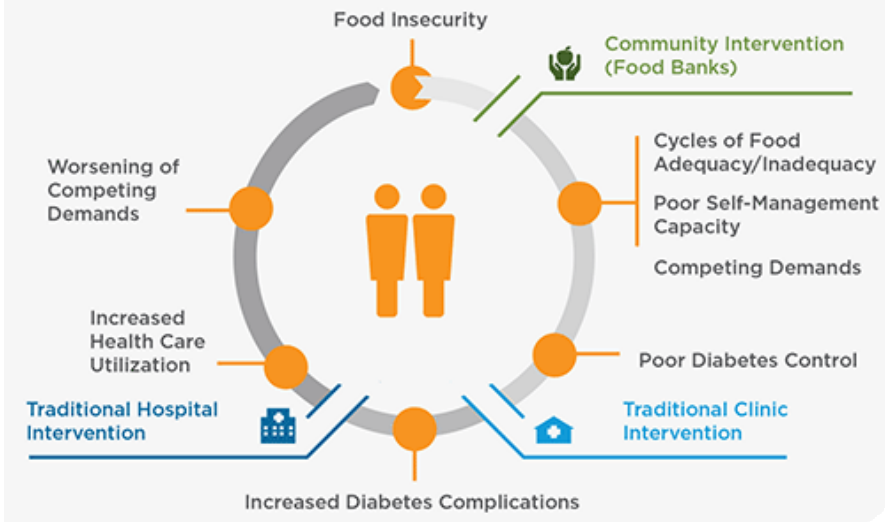 Food Insecurity
Community Intervention
(Food Banks)
Cycles of Food
Adequacy/Inadequacy
Poor Self-Management
Capacity
Competing Demands
Poor Diabetes Control
Traditional Clinic
Intervention
Increased Diabetes Complications
Traditional Hospital
Intervention
Increased
Health Care
Utilization
Worsening of
Competing
Demands